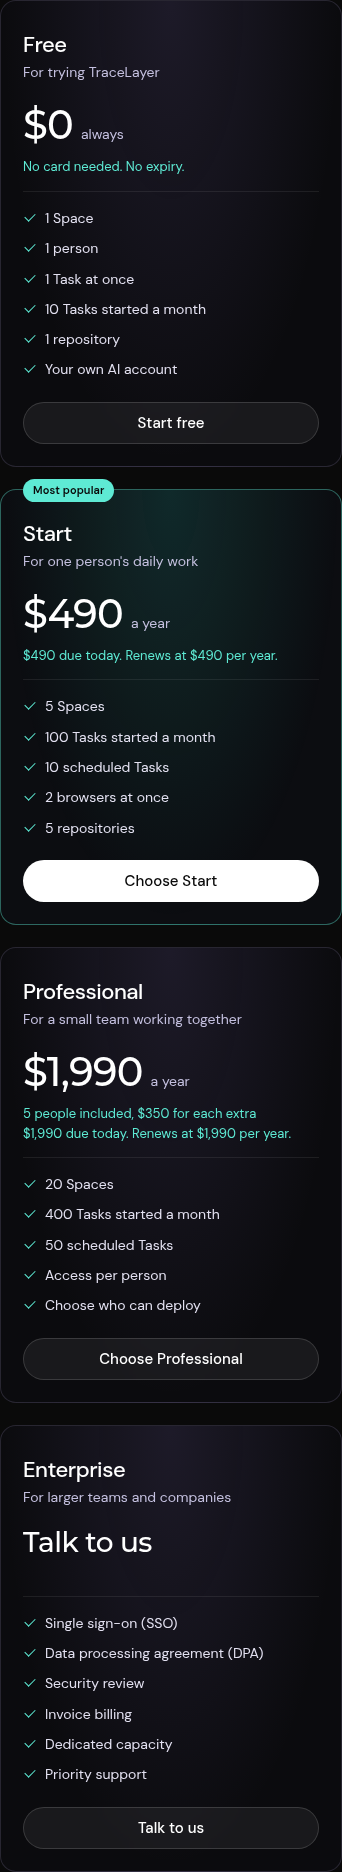 Free
For trying TraceLayer
$0 always
No card needed. No expiry.
1 Space
1 person
1 Task at once
10 Tasks started a month
1 repository
Your own AI account
Start free
Most popular
Start
For one person's daily work
$490 a year
$490 due today. Renews at $490 per year.
5 Spaces
100 Tasks started a month
10 scheduled Tasks
2 browsers at once
5 repositories
Choose Start
Professional
For a small team working together
$1,990 a year
5 people included, $350 for each extra
$1,990 due today. Renews at $1,990 per year.
20 Spaces
400 Tasks started a month
50 scheduled Tasks
Access per person
Choose who can deploy
Choose Professional
Enterprise
For larger teams and companies
Talk to us
Single sign-on (SSO)
Data processing agreement (DPA)
Security review
Invoice billing
Dedicated capacity
Priority support
Talk to us